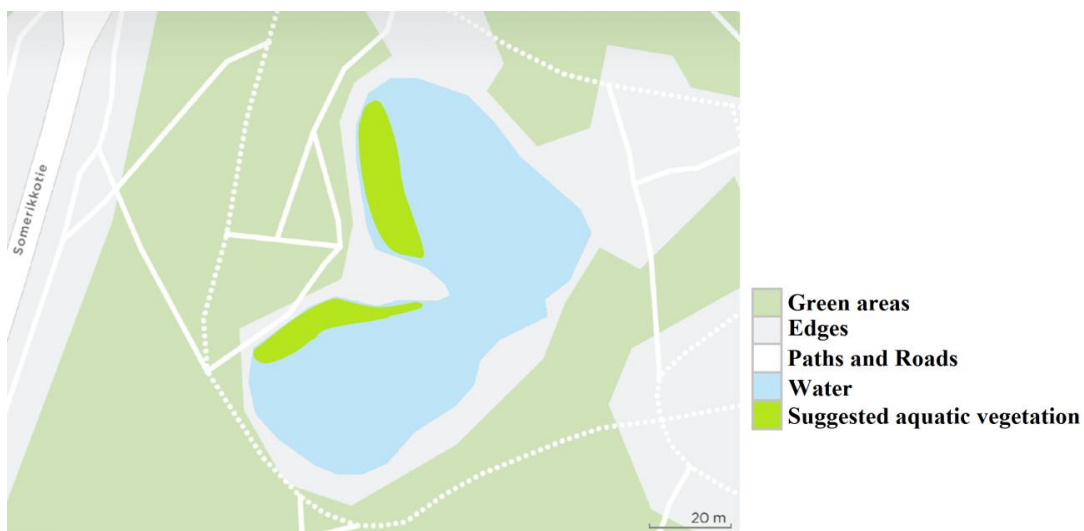 Somerikkotie
Green areas
Edges
Paths and Roads
Water
Suggested aquatic vegetation
20 m